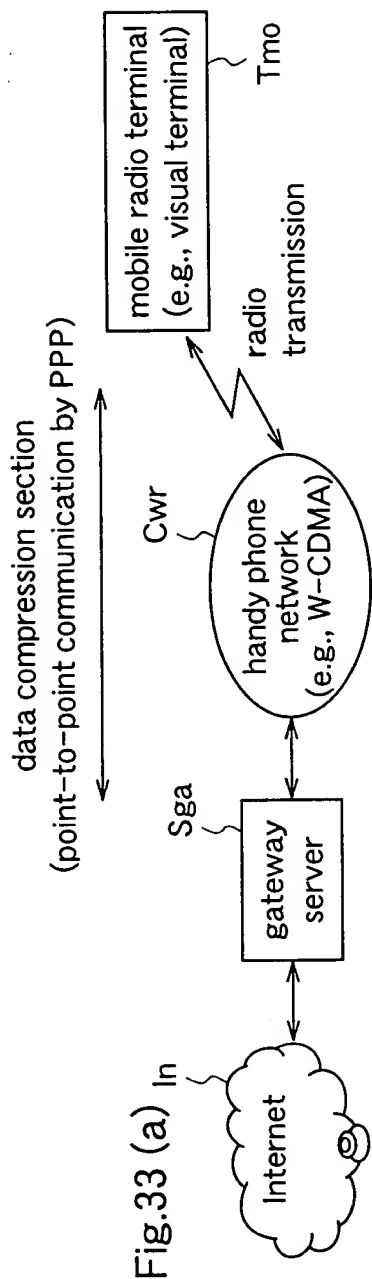 Fig.33 (a)
data compression section
(point-to-point communication by PPP)
In
Internet
Sga
gateway
server
Cwr
handy phone
network
(e.g., W-CDMA)
radio
transmission
mobile radio terminal
(e.g., visual terminal)
Tmo